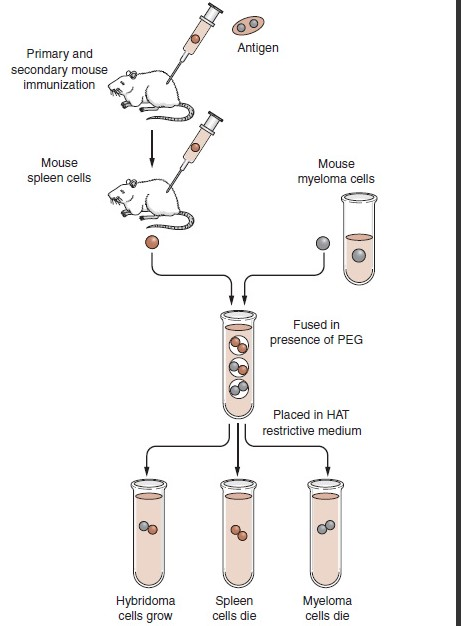 Antigen
Primary and
secondary mouse
immunization
Mouse
spleen cells
Mouse
myeloma cells
Fused in
presence of PEG
Placed in HAT
restrictive medium
Hybridoma
cells grow
Spleen
cells die
Myeloma
cells die